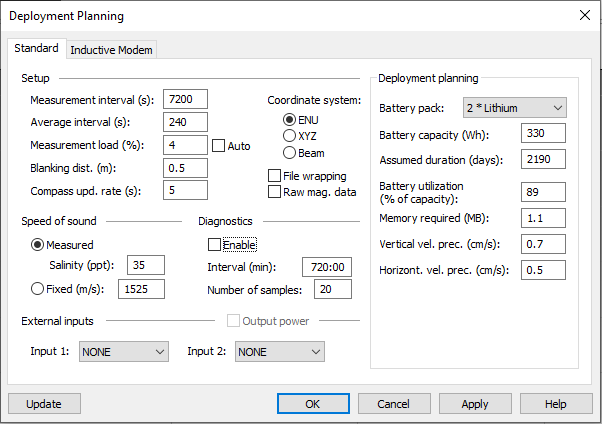 Deployment Planning
Standard
Inductive Modem
Setup
Measurement interval (s): 7200
Average interval (s): 240
Measurement load (%): 4
Auto
Blanking dist. (m): 0.5
Compass upd. rate (s): 5
Coordinate system:
ENU
XYZ
Beam
File wrapping
Raw mag. data
Speed of sound
Measured
Salinity (ppt): 35
Fixed (m/s): 1525
Diagnostics
Enable
Interval (min): 720:00
Number of samples: 20
External inputs
Output power
Input 1: NONE
Input 2: NONE
Deployment planning
Battery pack: 2 * Lithium
Battery capacity (Wh): 330
Assumed duration (days): 2190
Battery utilization
(% of capacity): 89
Memory required (MB): 1.1
Vertical vel. prec. (cm/s): 0.7
Horizont. vel. prec. (cm/s): 0.5
Update
OK
Cancel
Apply
Help